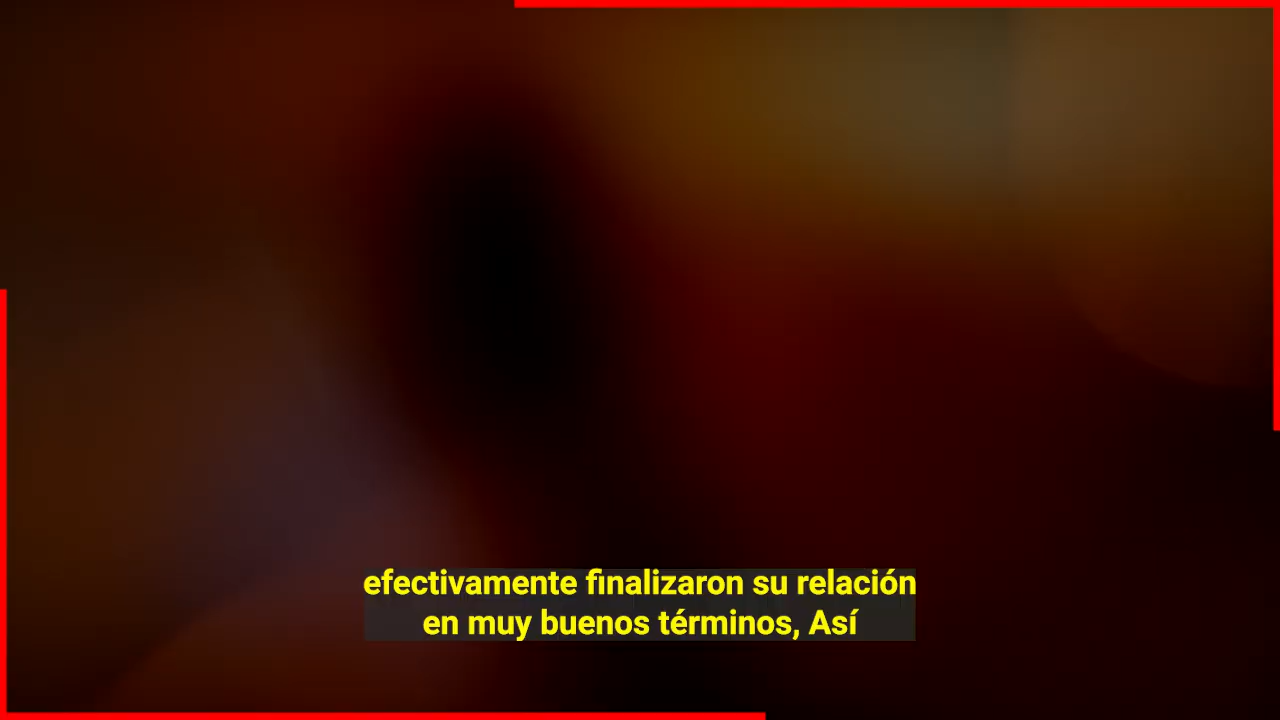 efectivamente finalizaron su relación
en muy buenos términos, Así